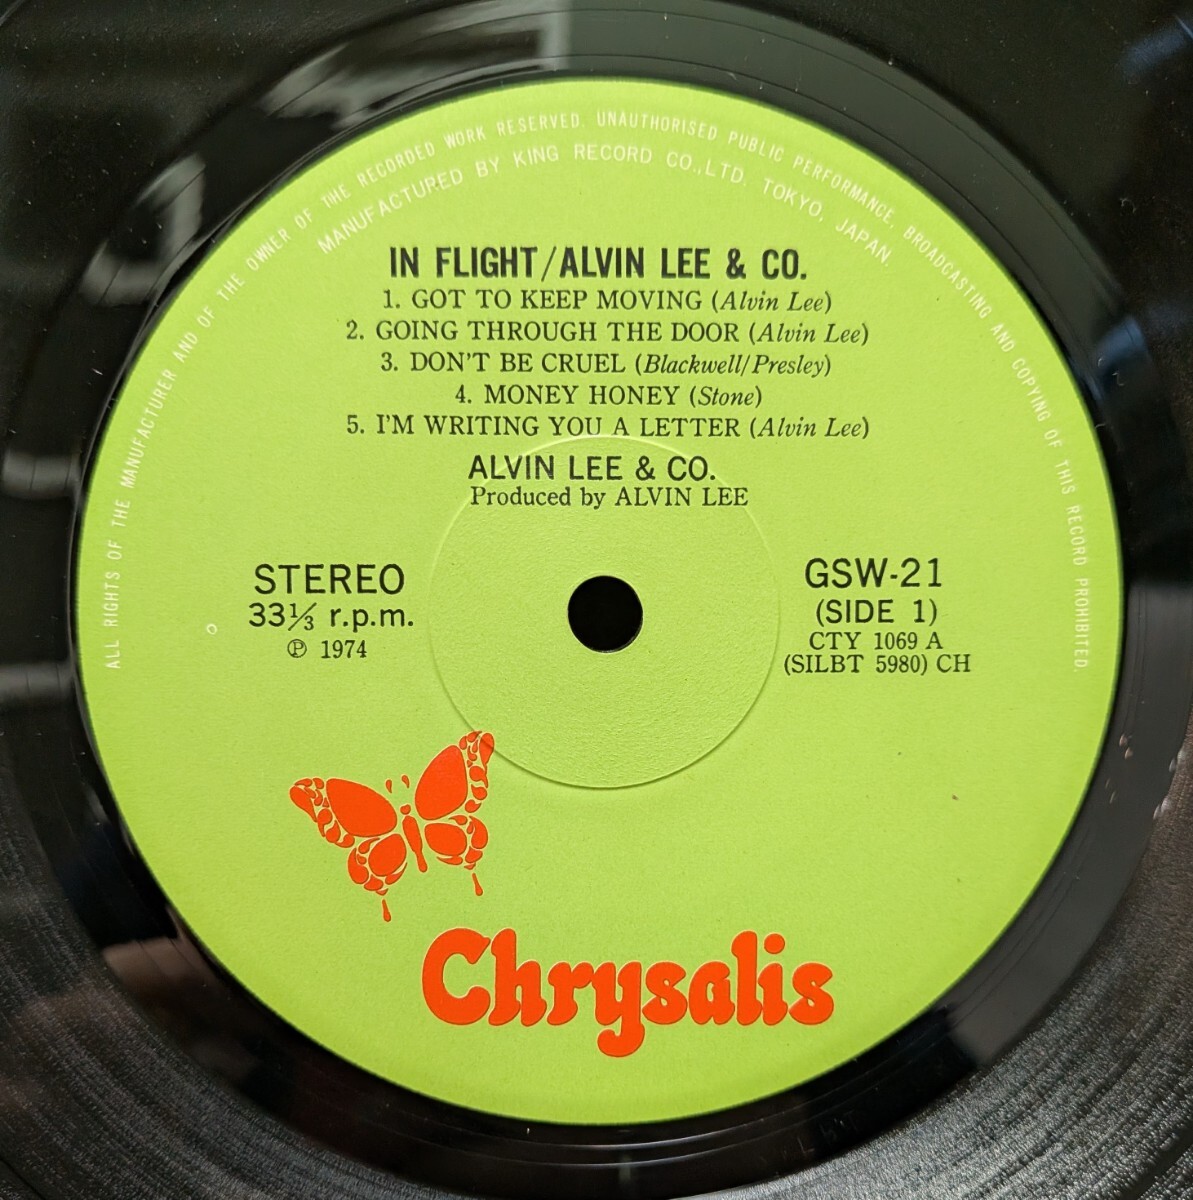 ALL RIGHTS OF THE MANUFACTURER AND OF THE OWNER OF THE RECORDED WORK RESERVED. UNAUTHORISED PUBLIC PERFORMANCE, BROADCASTING AND COPYING OF THIS RECORD PROHIBITED.
MANUFACTURED BY KING RECORD CO.,LTD. TOKYO, JAPAN
IN FLIGHT/ALVIN LEE & CO.
1. GOT TO KEEP MOVING (Alvin Lee)
2. GOING THROUGH THE DOOR (Alvin Lee)
3. DON'T BE CRUEL (Blackwell/Presley)
4. MONEY HONEY (Stone)
5. I'M WRITING YOU A LETTER (Alvin Lee)
ALVIN LEE & CO.
Produced by ALVIN LEE
STEREO
33⅓ r.p.m.
℗ 1974
GSW-21
(SIDE 1)
CTY 1069 A
(SILBT 5980) CH
Chrysalis